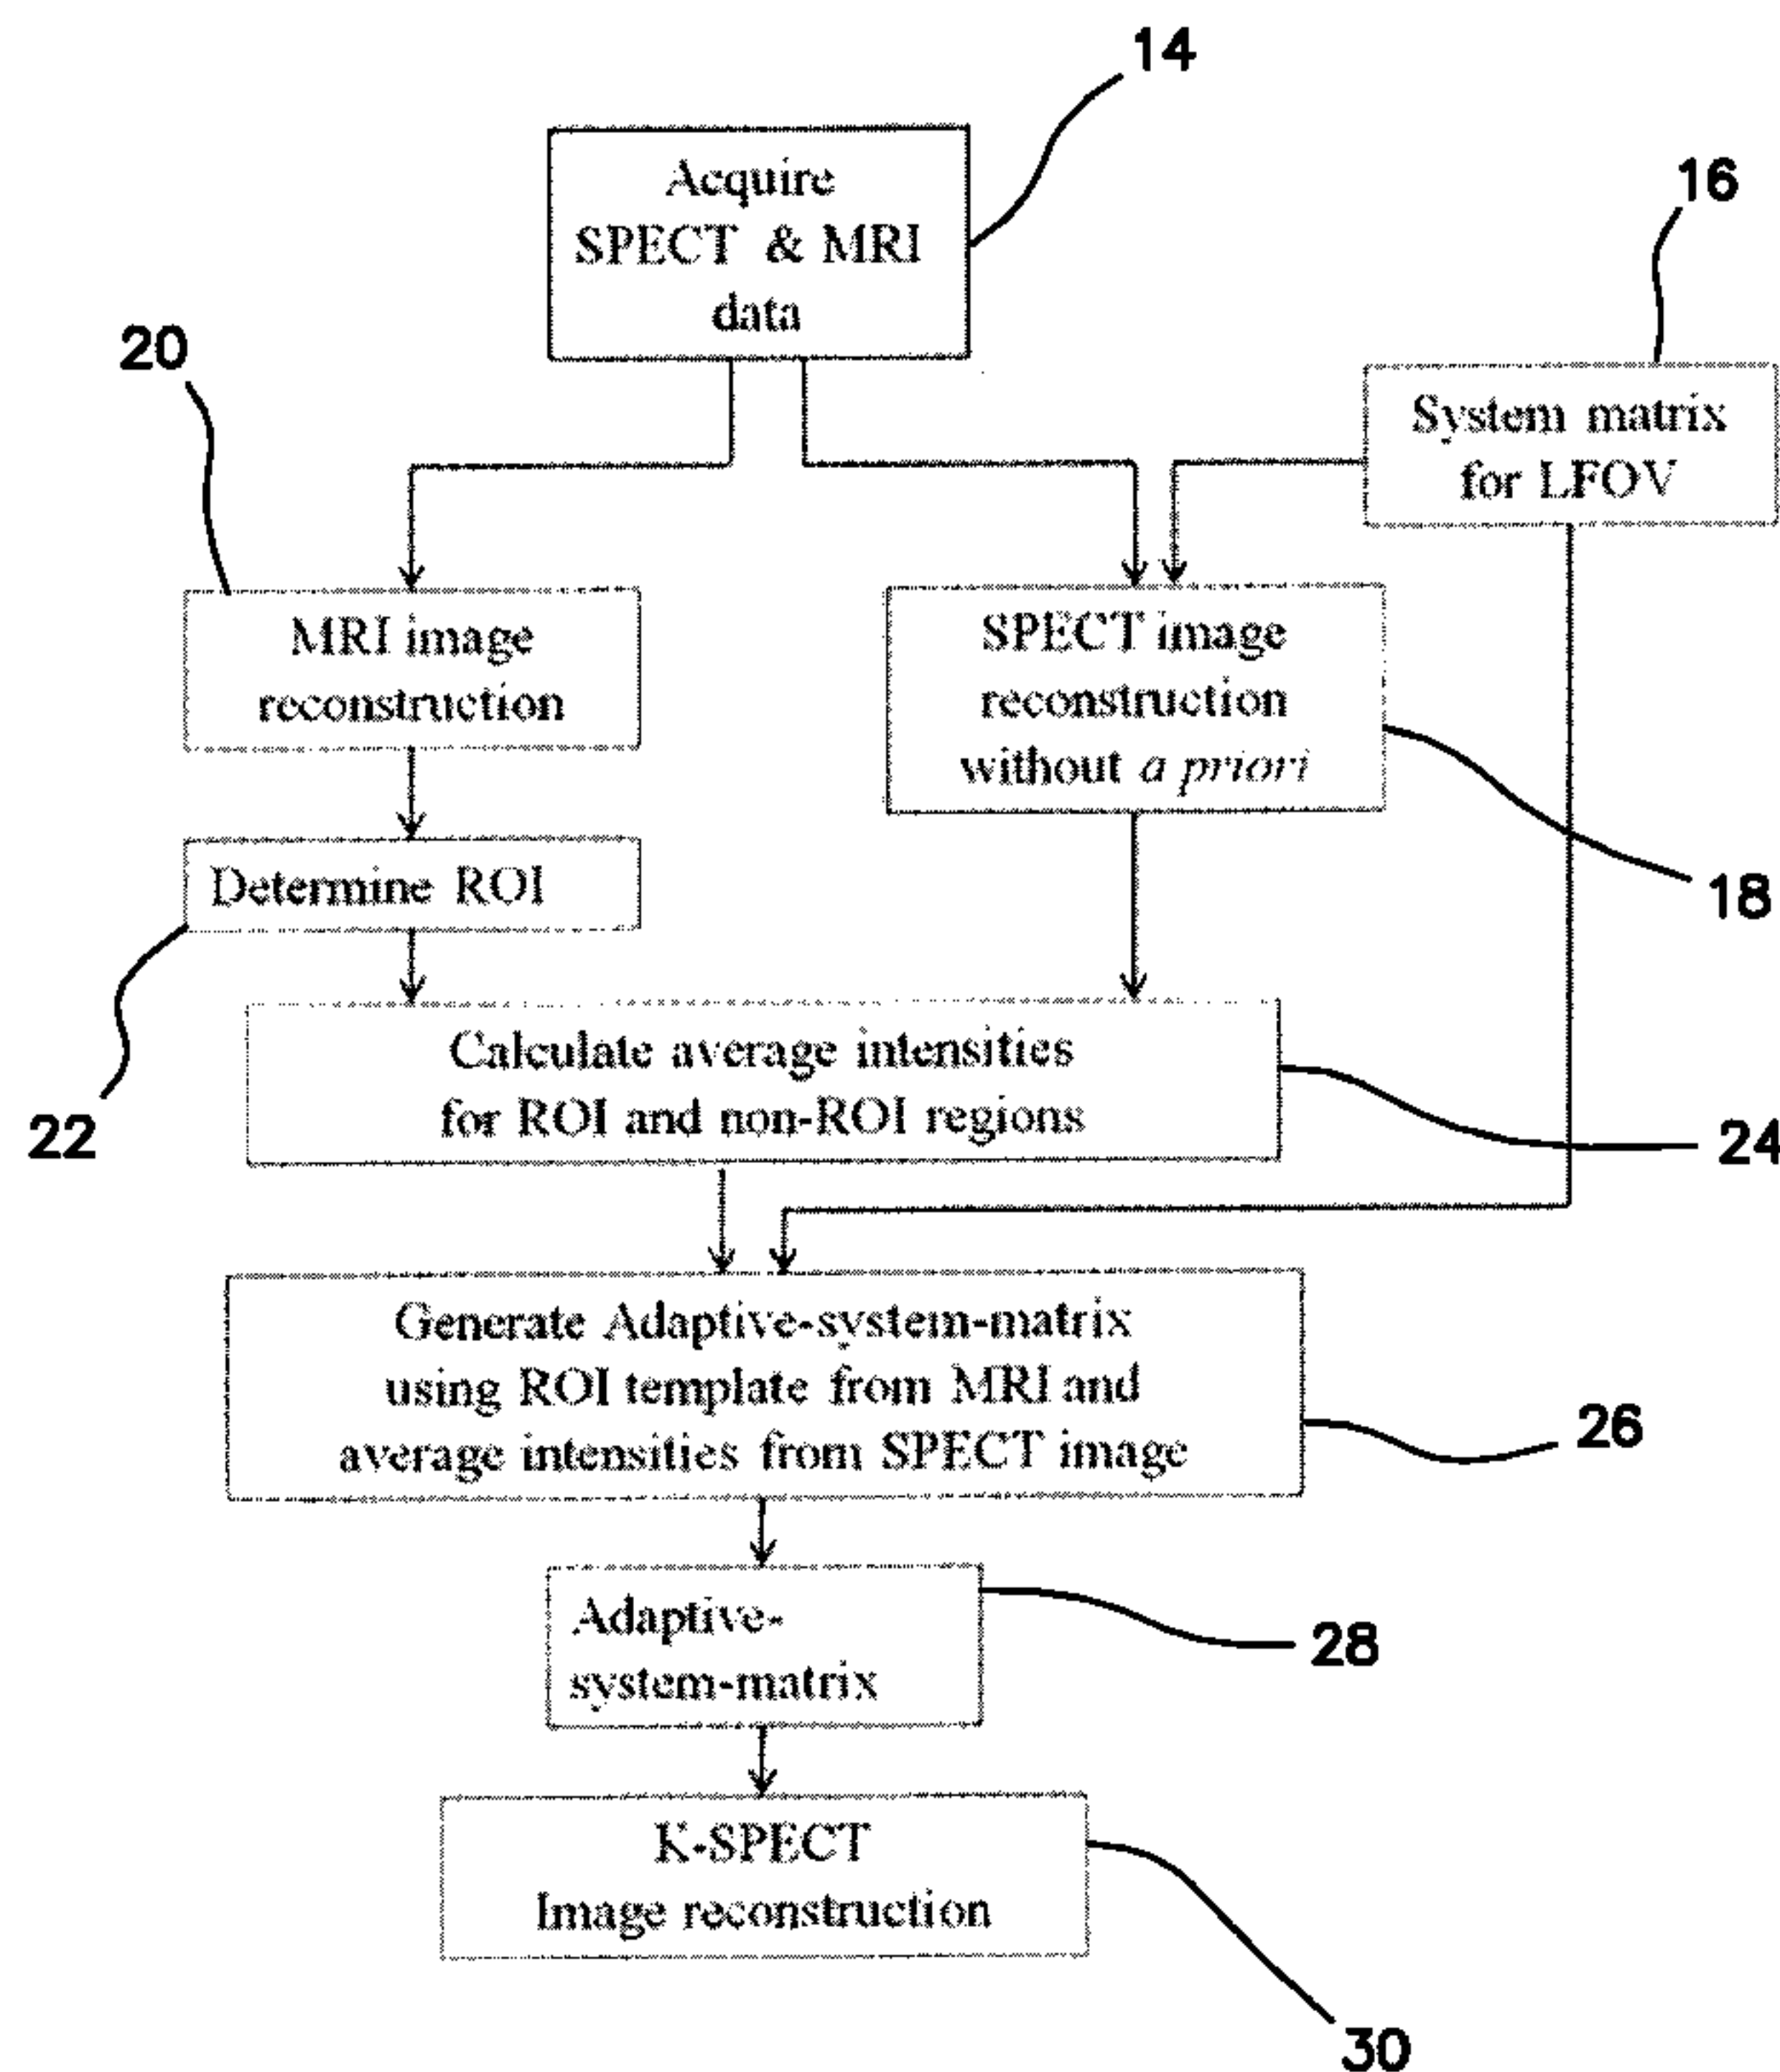 14
Acquire
SPECT & MRI
data
16
System matrix
for LFOV
20
MRI image
reconstruction
SPECT image
reconstruction
without a priori
18
Determine ROI
22
Calculate average intensities
for ROI and non-ROI regions
24
Generate Adaptive-system-matrix
using ROI template from MRI and
average intensities from SPECT image
26
Adaptive-
system-matrix
28
K-SPECT
Image reconstruction
30